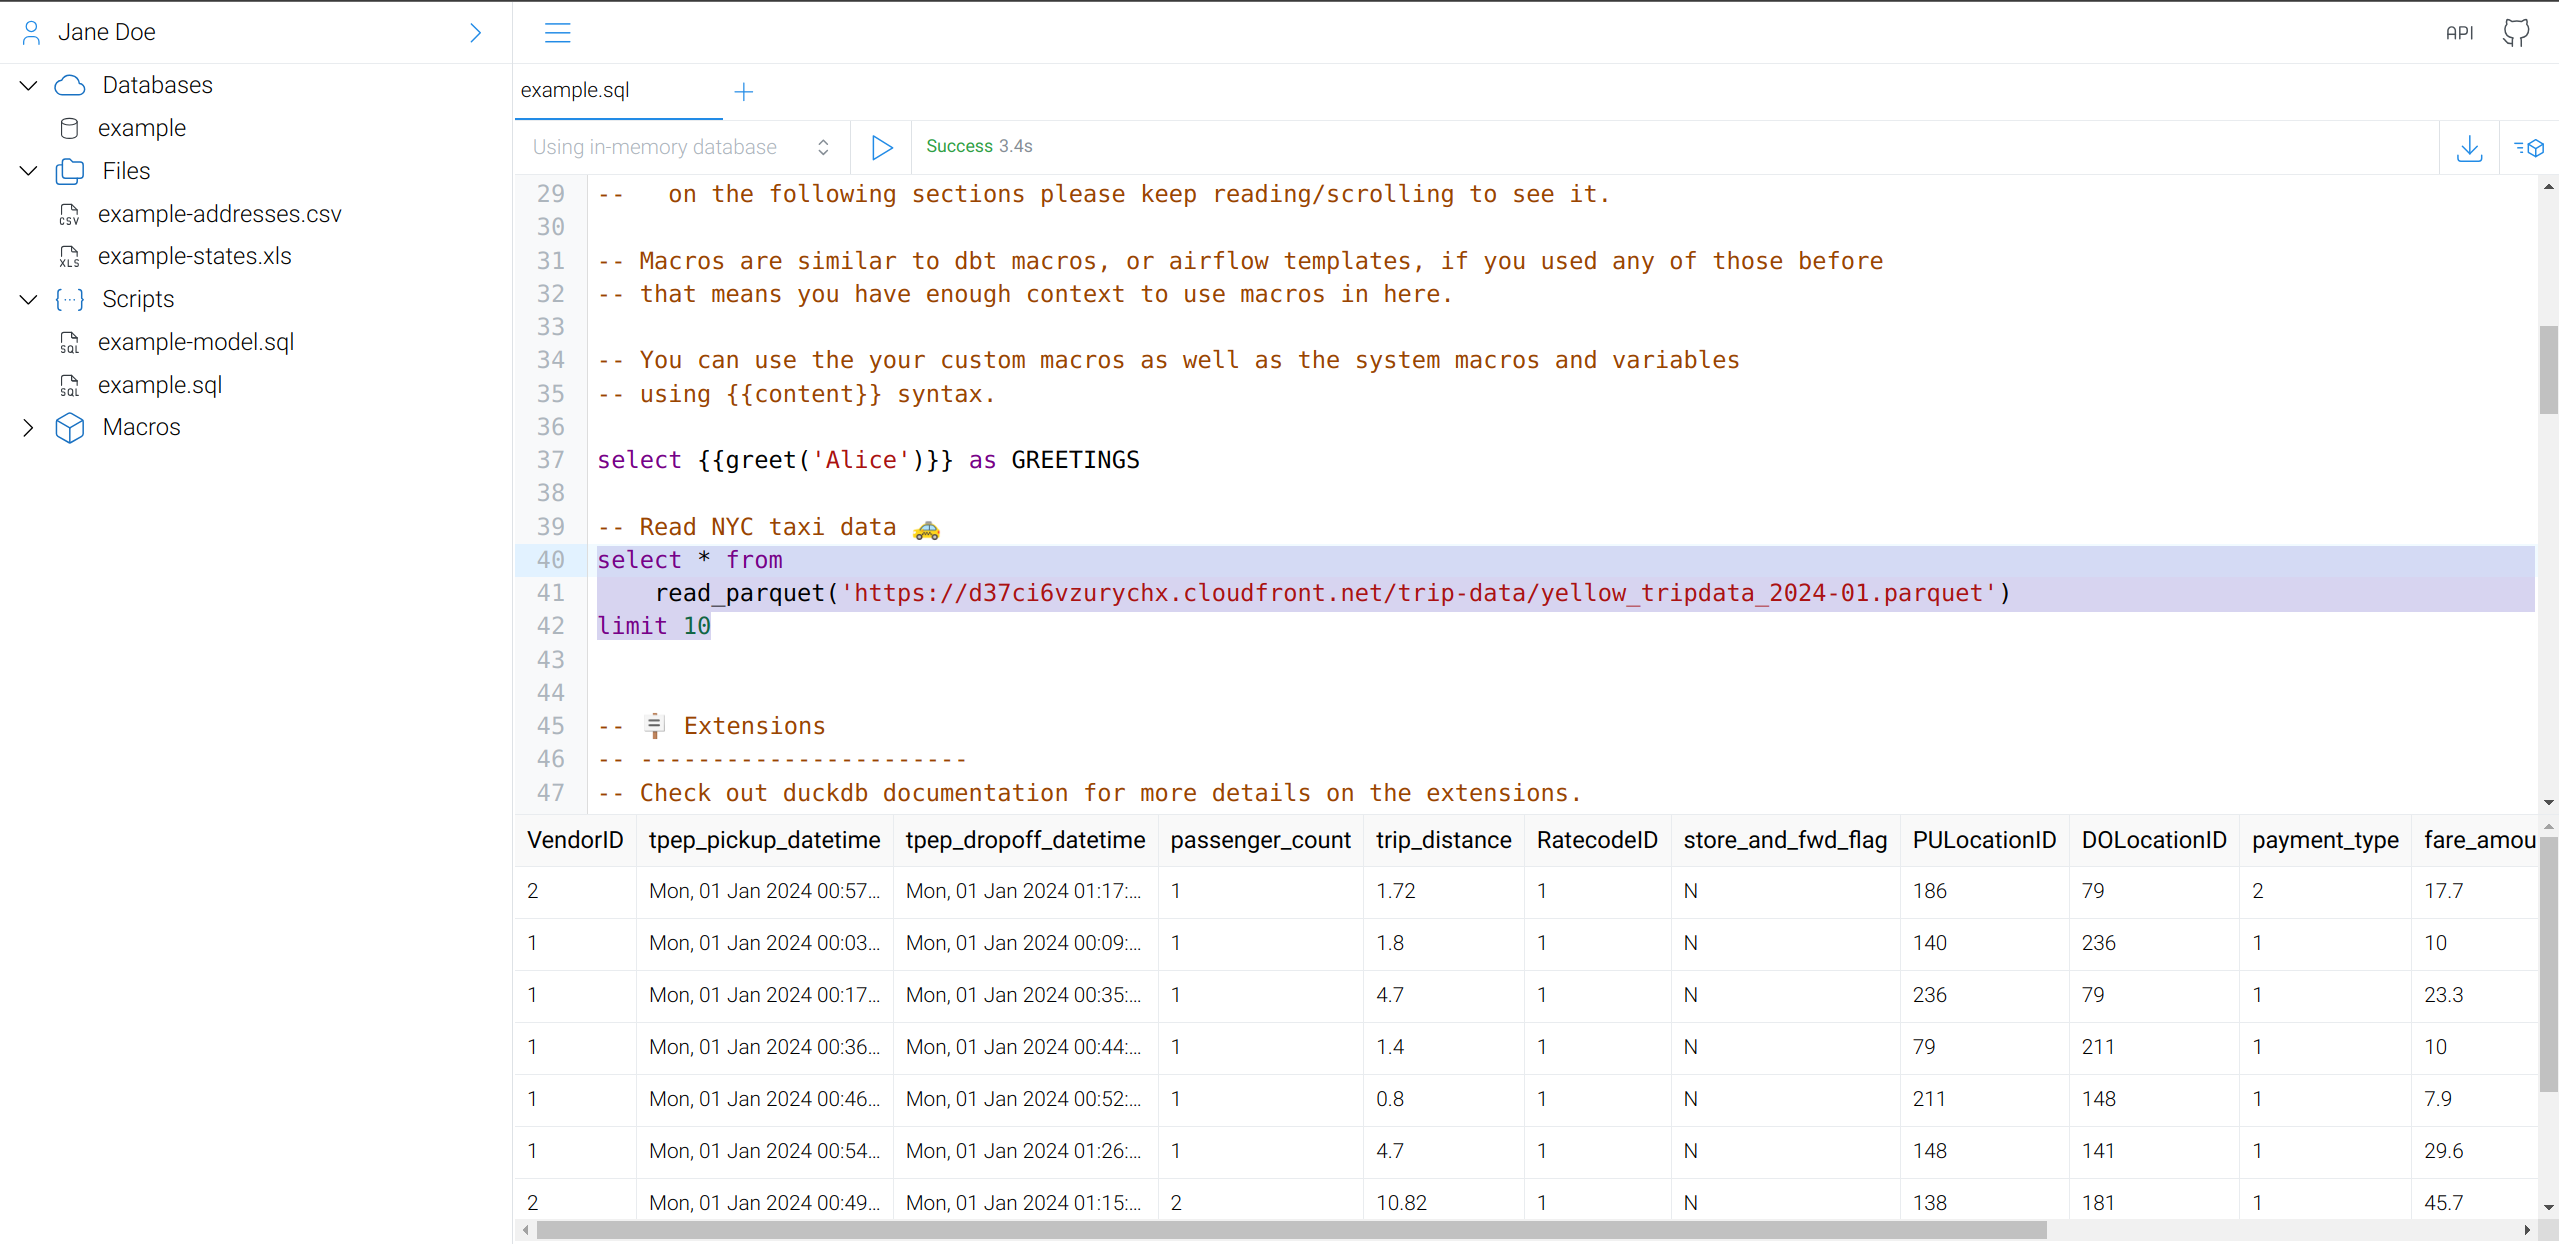 Jane Doe
API
Databases
example
Files
example-addresses.csv
example-states.xls
Scripts
example-model.sql
example.sql
Macros
example.sql
Using in-memory database
Success 3.4s
29 --   on the following sections please keep reading/scrolling to see it.
30
31 -- Macros are similar to dbt macros, or airflow templates, if you used any of those before
32 -- that means you have enough context to use macros in here.
33
34 -- You can use the your custom macros as well as the system macros and variables
35 -- using {{content}} syntax.
36
37 select {{greet('Alice')}} as GREETINGS
38
39 -- Read NYC taxi data 🚕
40 select * from
41     read_parquet('https://d37ci6vzurychx.cloudfront.net/trip-data/yellow_tripdata_2024-01.parquet')
42 limit 10
43
44
45 -- 🪧 Extensions
46 -- -----------------------
47 -- Check out duckdb documentation for more details on the extensions.
VendorID tpep_pickup_datetime tpep_dropoff_datetime passenger_count trip_distance RatecodeID store_and_fwd_flag PULocationID DOLocationID payment_type fare_amou
2 Mon, 01 Jan 2024 00:57... Mon, 01 Jan 2024 01:17:... 1 1.72 1 N 186 79 2 17.7
1 Mon, 01 Jan 2024 00:03... Mon, 01 Jan 2024 00:09:... 1 1.8 1 N 140 236 1 10
1 Mon, 01 Jan 2024 00:17... Mon, 01 Jan 2024 00:35:... 1 4.7 1 N 236 79 1 23.3
1 Mon, 01 Jan 2024 00:36... Mon, 01 Jan 2024 00:44:... 1 1.4 1 N 79 211 1 10
1 Mon, 01 Jan 2024 00:46... Mon, 01 Jan 2024 00:52:... 1 0.8 1 N 211 148 1 7.9
1 Mon, 01 Jan 2024 00:54... Mon, 01 Jan 2024 01:26:... 1 4.7 1 N 148 141 1 29.6
2 Mon, 01 Jan 2024 00:49... Mon, 01 Jan 2024 01:15:... 2 10.82 1 N 138 181 1 45.7